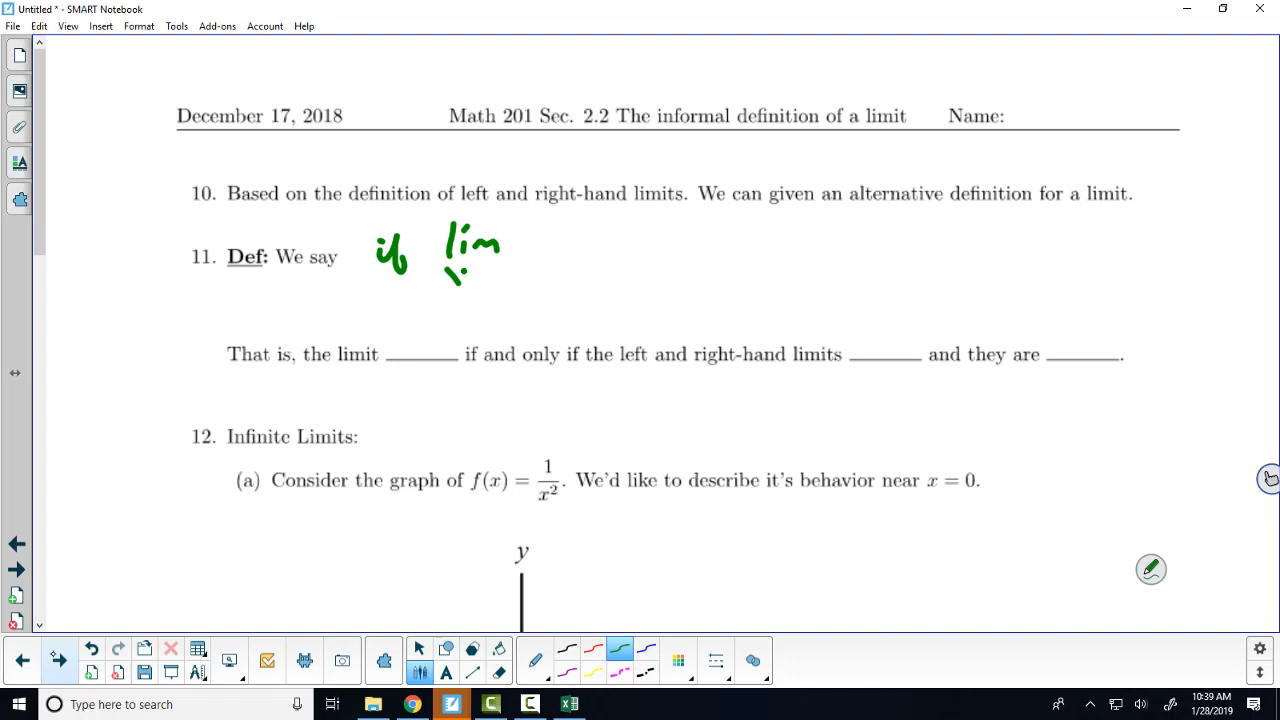 Untitled * - SMART Notebook
File Edit View Insert Format Tools Add-ons Account Help
December 17, 2018 Math 201 Sec. 2.2 The informal definition of a limit Name:
10. Based on the definition of left and right-hand limits. We can given an alternative definition for a limit.
11. Def: We say if lim
That is, the limit ______ if and only if the left and right-hand limits ______ and they are ______.
12. Infinite Limits:
(a) Consider the graph of f(x) = 1/x². We'd like to describe it's behavior near x = 0.
y
Type here to search
10:39 AM
1/28/2019